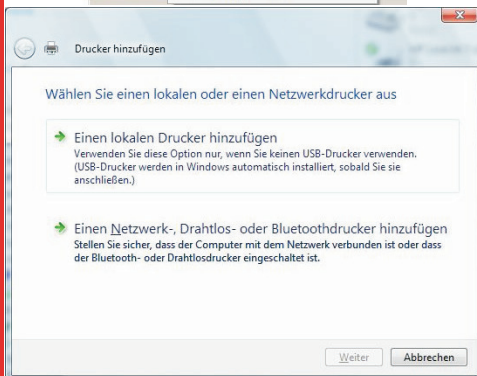 Drucker hinzufügen
Wählen Sie einen lokalen oder einen Netzwerkdrucker aus
Einen lokalen Drucker hinzufügen
Verwenden Sie diese Option nur, wenn Sie keinen USB-Drucker verwenden.
(USB-Drucker werden in Windows automatisch installiert, sobald Sie sie
anschließen.)
Einen Netzwerk-, Drahtlos- oder Bluetoothdrucker hinzufügen
Stellen Sie sicher, dass der Computer mit dem Netzwerk verbunden ist oder dass
der Bluetooth- oder Drahtlosdrucker eingeschaltet ist.
Weiter
Abbrechen